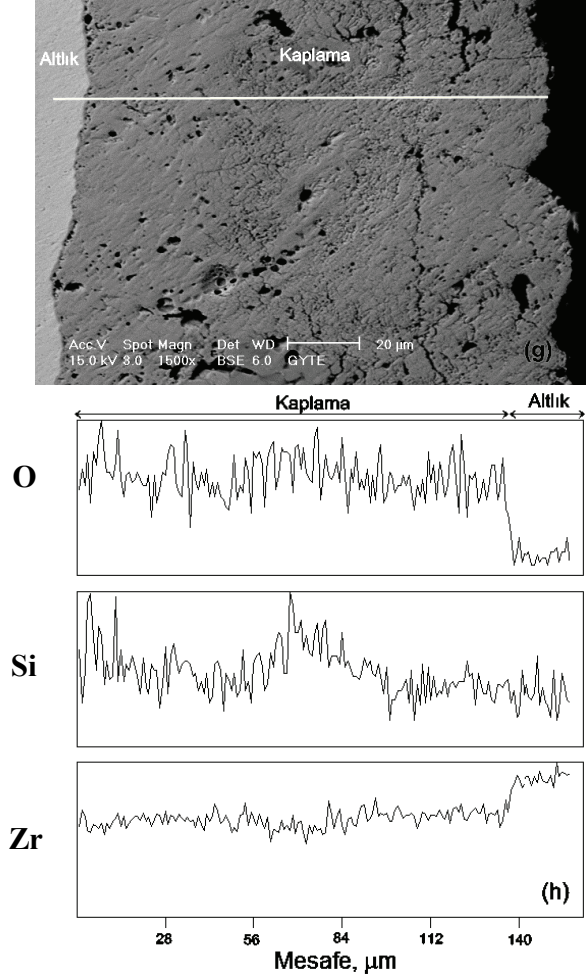 Altlık
Kaplama
Acc.V Spot Magn Det WD 20 µm
15.0 kV 3.0 1500x BSE 6.0 GYTE
(g)
Kaplama Altlık
O
Si
Zr
(h)
28 56 84 112 140
Mesafe, µm